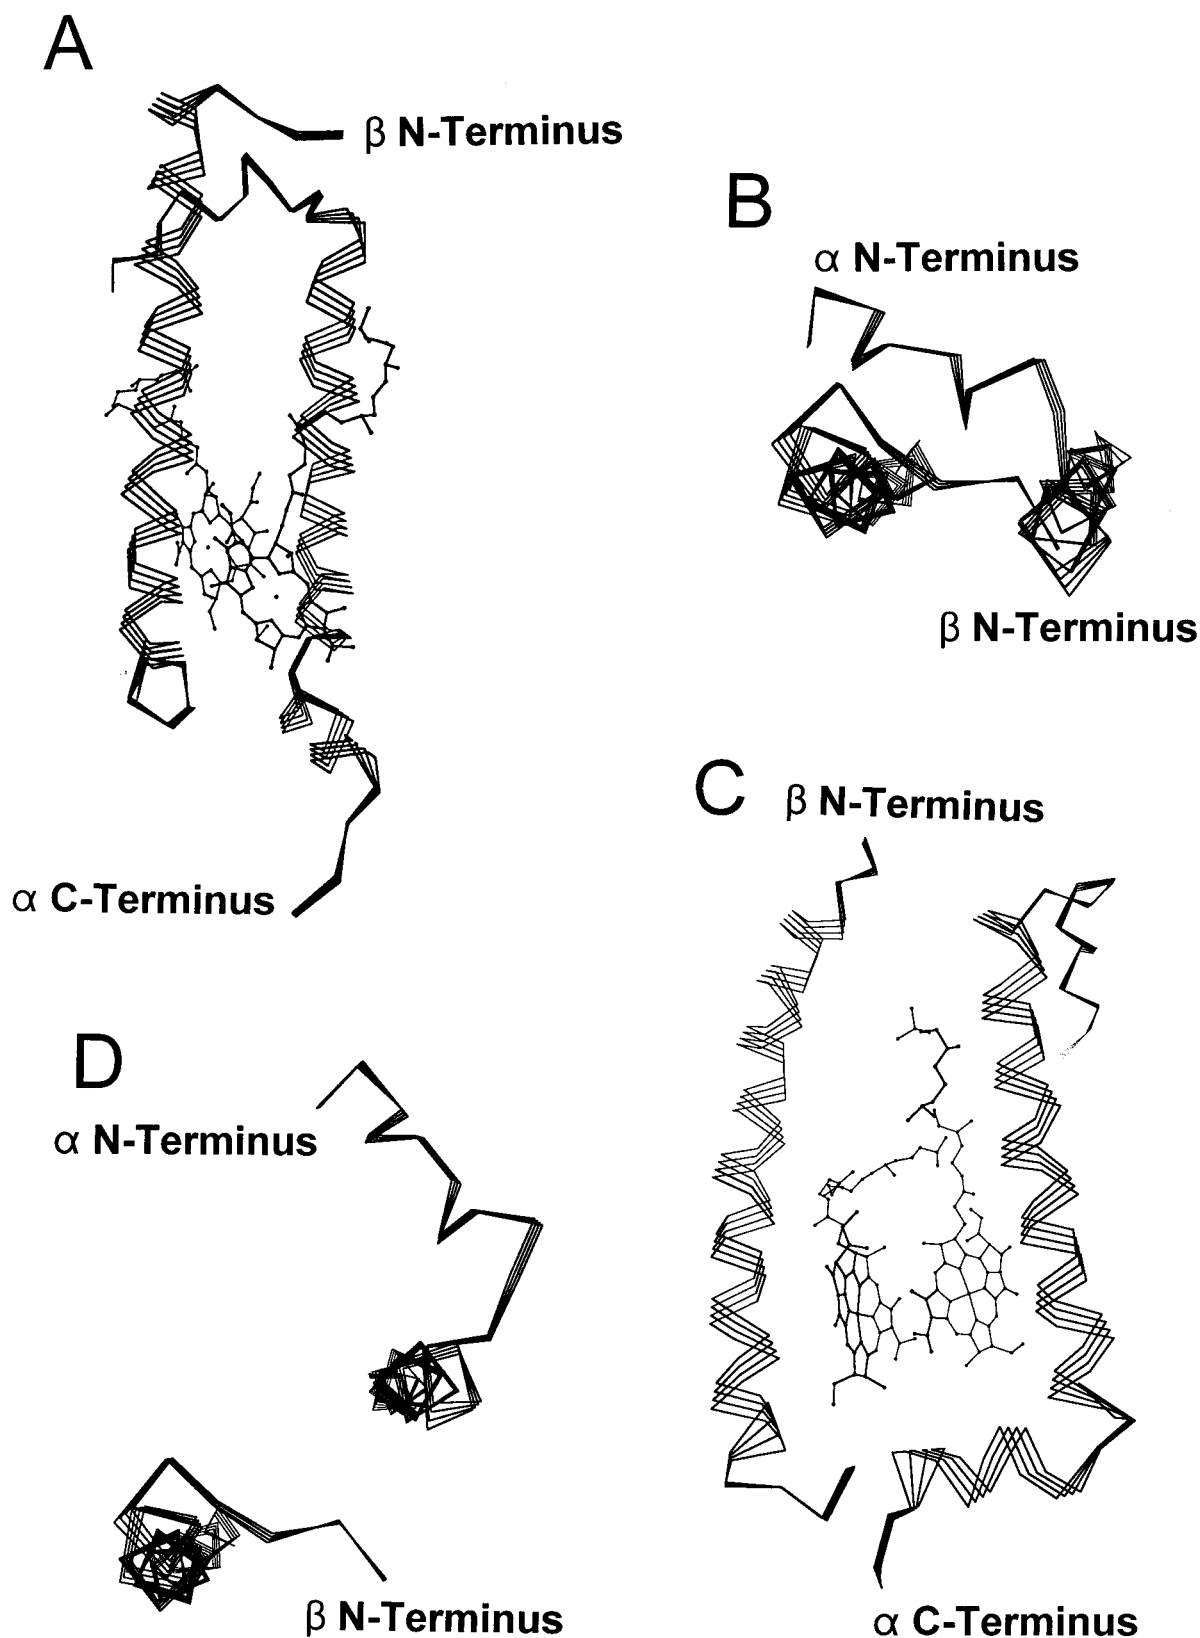 A
β N-Terminus
B
α N-Terminus
β N-Terminus
C
β N-Terminus
α C-Terminus
D
α N-Terminus
β N-Terminus
α C-Terminus